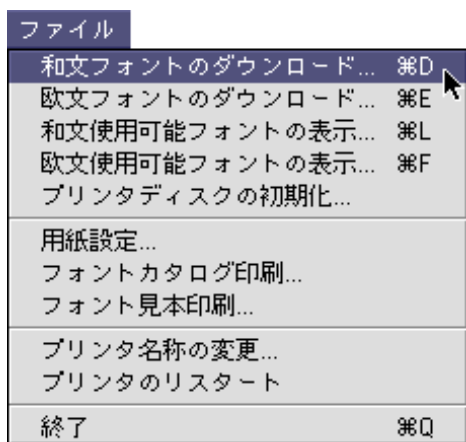 ファイル
和文フォントのダウンロード... ⌘D
欧文フォントのダウンロード... ⌘E
和文使用可能フォントの表示... ⌘L
欧文使用可能フォントの表示... ⌘F
プリンタディスクの初期化...
用紙設定...
フォントカタログ印刷...
フォント見本印刷...
プリンタ名称の変更...
プリンタのリスタート
終了 ⌘Q